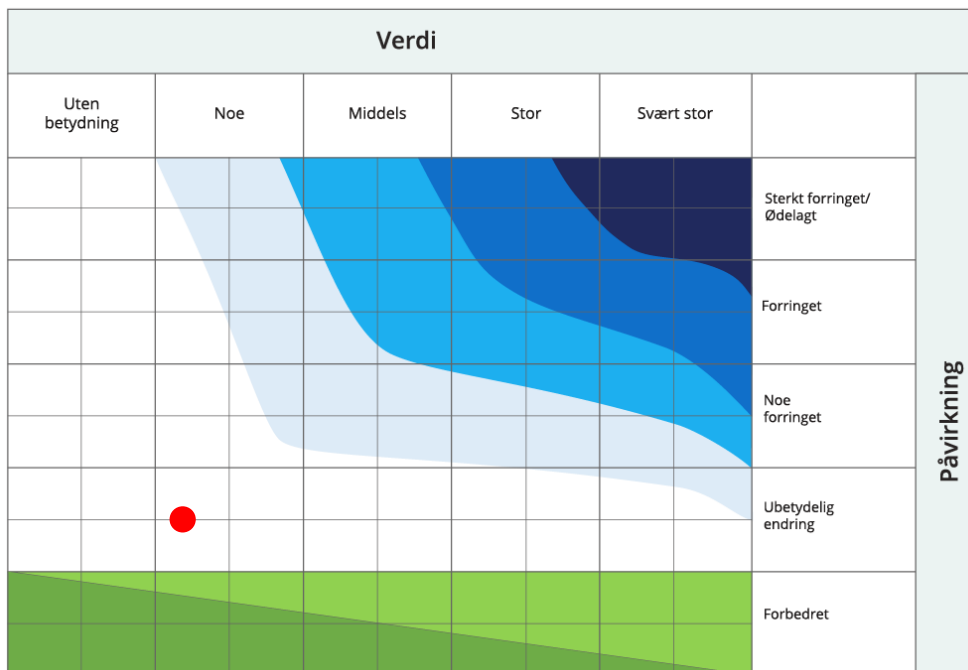 Verdi
Uten
betydning
Noe
Middels
Stor
Svært stor
Sterkt forringet/
Ødelagt
Forringet
Noe
forringet
Ubetydelig
endring
Forbedret
Påvirkning